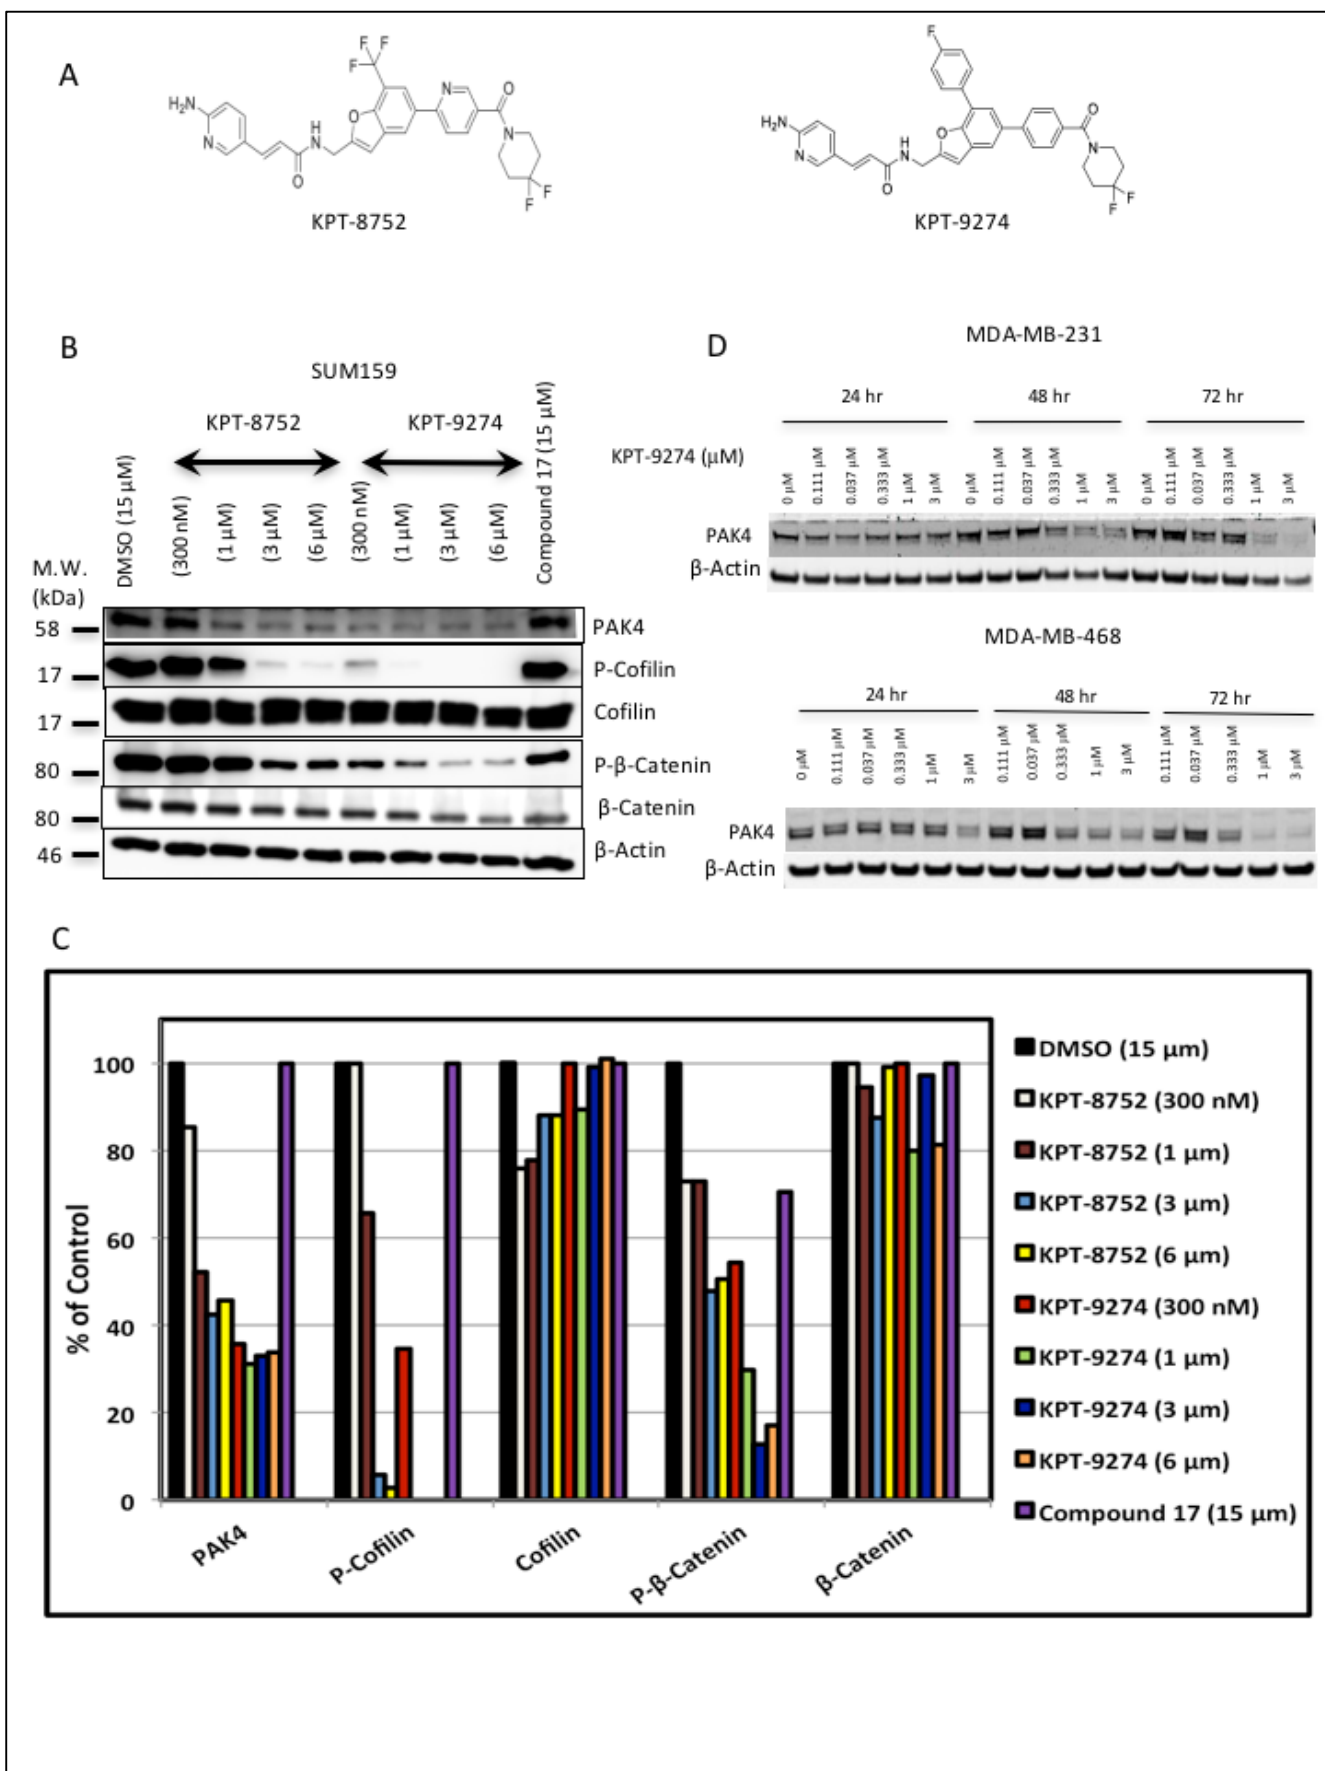 A
F F
F
H₂N
N
H
N
O
O
N
O
N
F
F
KPT-8752
F
H₂N
N
H
N
O
O
O
N
F
F
KPT-9274
B
SUM159
KPT-8752
KPT-9274
DMSO (15 µM)
(300 nM)
(1 µM)
(3 µM)
(6 µM)
(300 nM)
(1 µM)
(3 µM)
(6 µM)
Compound 17 (15 µM)
M.W.
(kDa)
58
PAK4
17
P-Cofilin
17
Cofilin
80
P-β-Catenin
80
β-Catenin
46
β-Actin
D
MDA-MB-231
24 hr
48 hr
72 hr
KPT-9274 (µM)
0 µM
0.111 µM
0.037 µM
0.333 µM
1 µM
3 µM
0 µM
0.111 µM
0.037 µM
0.333 µM
1 µM
3 µM
0 µM
0.111 µM
0.037 µM
0.333 µM
1 µM
3 µM
PAK4
β-Actin
MDA-MB-468
24 hr
48 hr
72 hr
0 µM
0.111 µM
0.037 µM
0.333 µM
1 µM
3 µM
0.111 µM
0.037 µM
0.333 µM
1 µM
3 µM
0.111 µM
0.037 µM
0.333 µM
1 µM
3 µM
PAK4
β-Actin
C
% of Control
100
80
60
40
20
0
PAK4
P-Cofilin
Cofilin
P-β-Catenin
β-Catenin
DMSO (15 µm)
KPT-8752 (300 nM)
KPT-8752 (1 µm)
KPT-8752 (3 µm)
KPT-8752 (6 µm)
KPT-9274 (300 nM)
KPT-9274 (1 µm)
KPT-9274 (3 µm)
KPT-9274 (6 µm)
Compound 17 (15 µm)